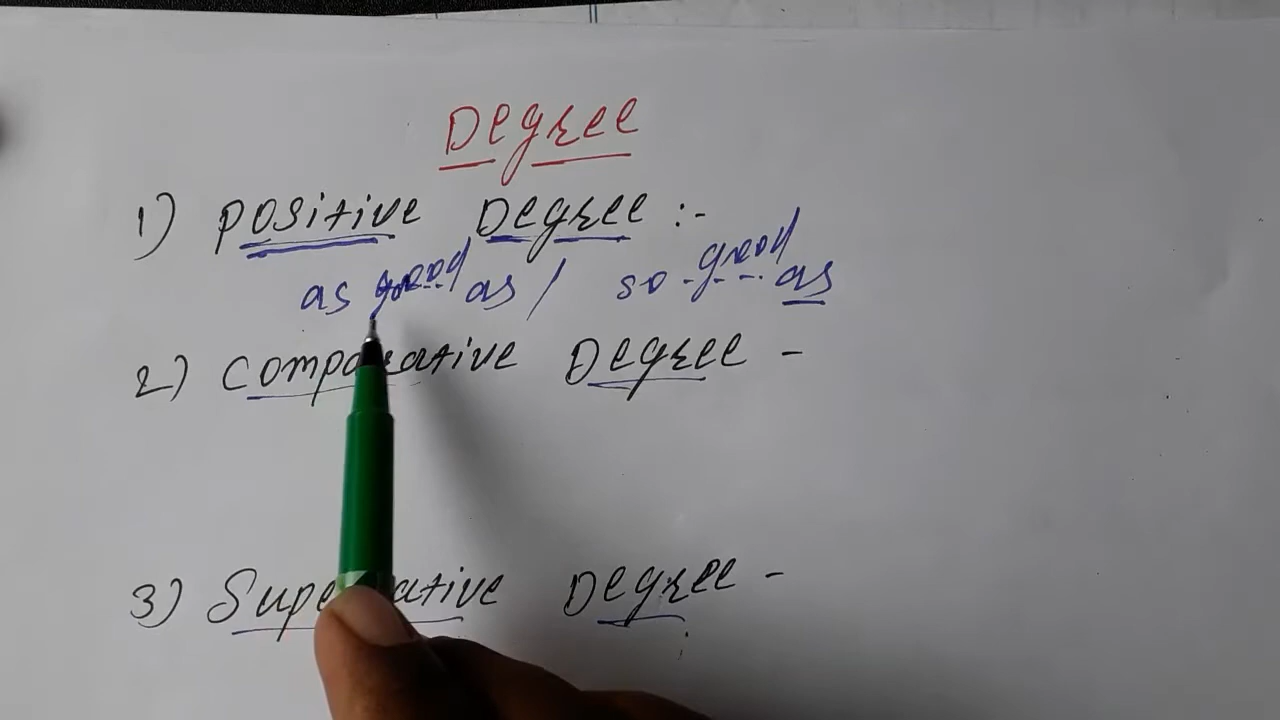 Degree
1) Positive Degree :-
as good as / so good as
2) Comparative Degree -
3) Superlative Degree -